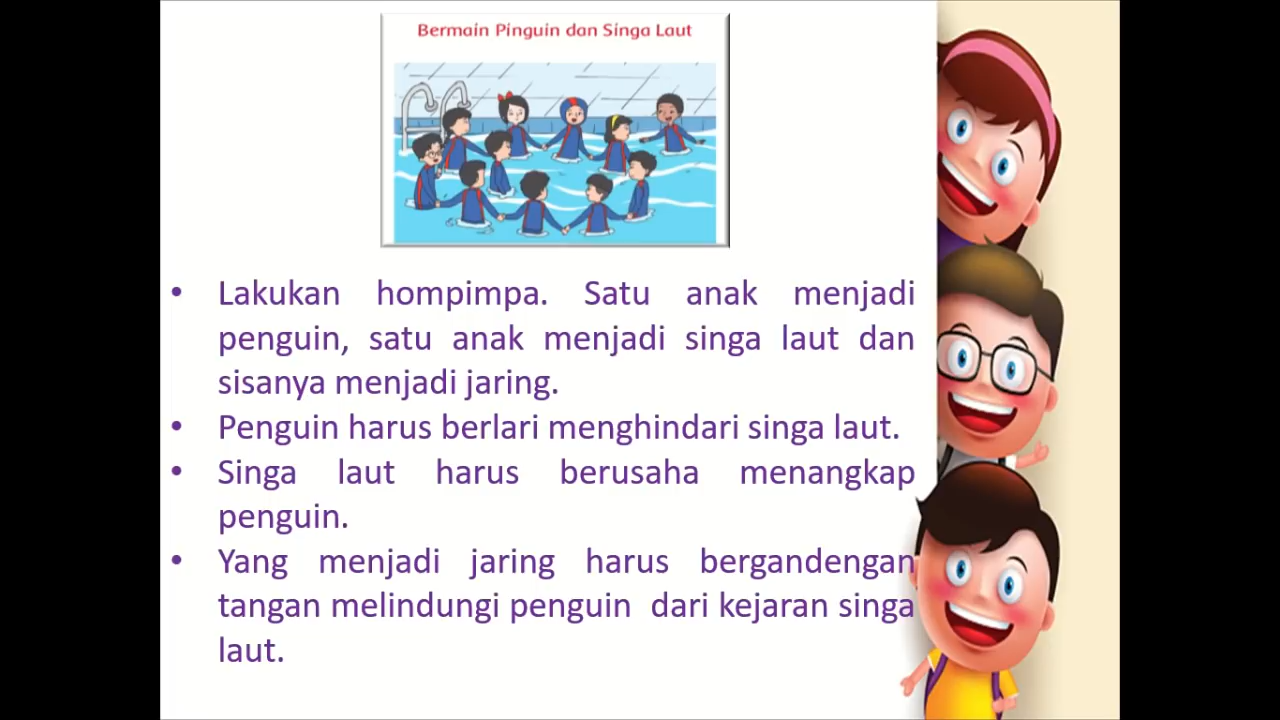 Bermain Pinguin dan Singa Laut
• Lakukan hompimpa. Satu anak menjadi
penguin, satu anak menjadi singa laut dan
sisanya menjadi jaring.
• Penguin harus berlari menghindari singa laut.
• Singa laut harus berusaha menangkap
penguin.
• Yang menjadi jaring harus bergandengan
tangan melindungi penguin dari kejaran singa
laut.